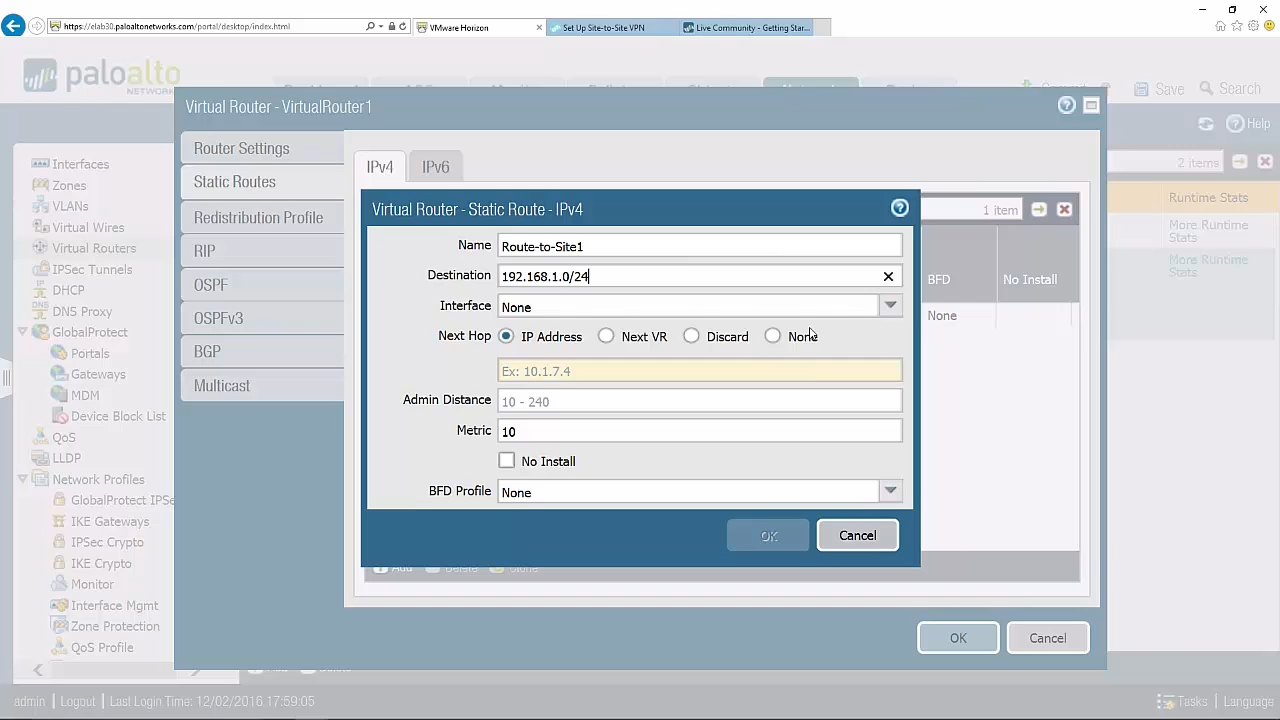 https://elab30.paloaltonetworks.com/portal/desktop/index.html
VMware Horizon
Set Up Site-to-Site VPN
Live Community - Getting Star...
paloalto
NETWORKS
Save
Search
Help
Virtual Router - VirtualRouter1
Router Settings
Static Routes
Redistribution Profile
RIP
OSPF
OSPFv3
BGP
Multicast
IPv4
IPv6
Interfaces
Zones
VLANs
Virtual Wires
Virtual Routers
IPSec Tunnels
DHCP
DNS Proxy
GlobalProtect
Portals
Gateways
MDM
Device Block List
QoS
LLDP
Network Profiles
GlobalProtect IPSe
IKE Gateways
IPSec Crypto
IKE Crypto
Monitor
Interface Mgmt
Zone Protection
QoS Profile
2 items
Runtime Stats
More Runtime
Stats
More Runtime
Stats
1 item
BFD
No Install
None
Virtual Router - Static Route - IPv4
Name
Route-to-Site1
Destination
192.168.1.0/24
Interface
None
Next Hop
IP Address
Next VR
Discard
None
Ex: 10.1.7.4
Admin Distance
10 - 240
Metric
10
No Install
BFD Profile
None
OK
Cancel
OK
Cancel
admin | Logout | Last Login Time: 12/02/2016 17:59:05
Tasks | Language